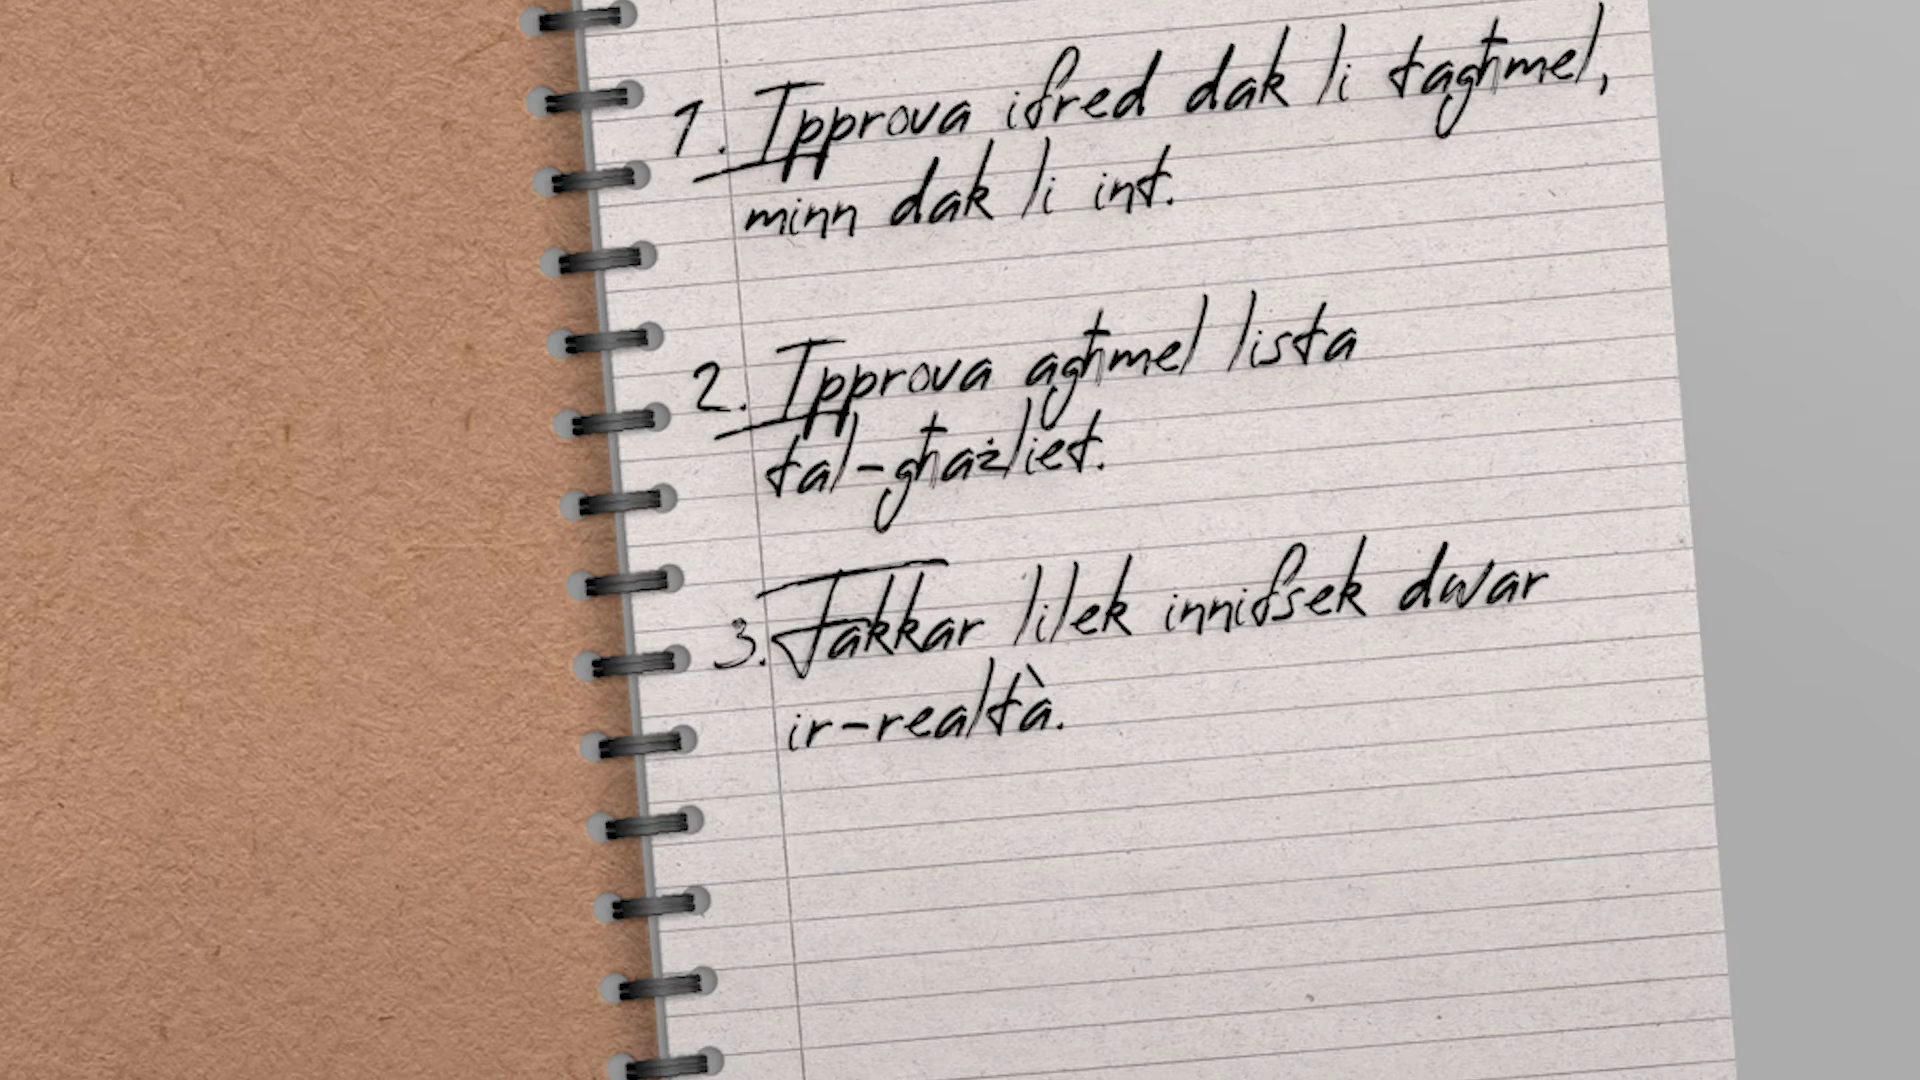 1. Ipprova ifred dak li tagħmel,
minn dak li int.
2. Ipprova agħmel lista
tal-għażliet.
3. Fakkar lilek innifsek dwar
ir-realtà.